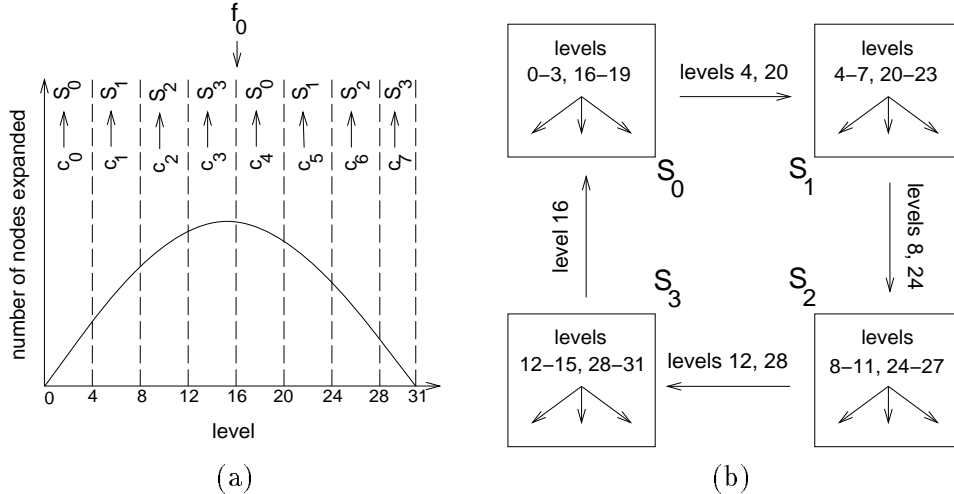 f0
S0 S1 S2 S3 S0 S1 S2 S3
c0 c1 c2 c3 c4 c5 c6 c7
number of nodes expanded
0 4 8 12 16 20 24 28 31
level
(a)
levels
0–3, 16–19
levels 4, 20
levels
4–7, 20–23
S0
S1
level 16
levels 8, 24
S3
S2
levels
12–15, 28–31
levels 12, 28
levels
8–11, 24–27
(b)